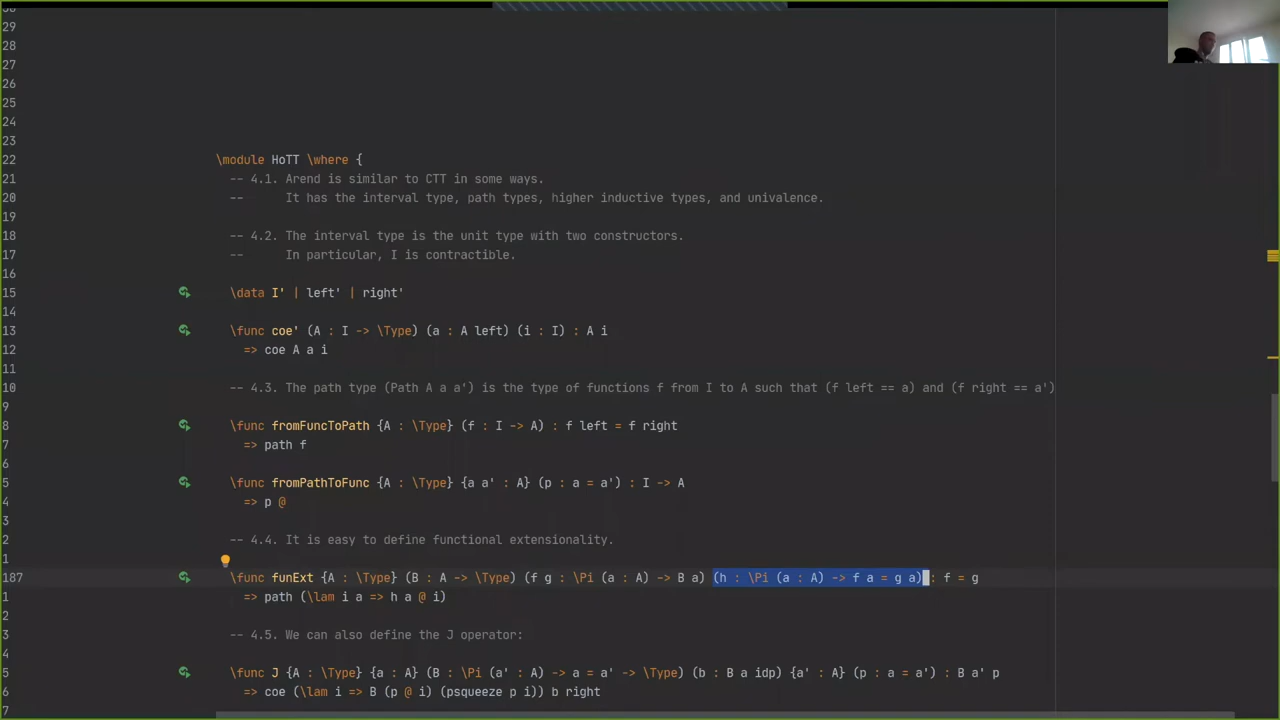 29
28
27
26
25
24
23
22 \module HoTT \where {
21 -- 4.1. Arend is similar to CTT in some ways.
20 -- It has the interval type, path types, higher inductive types, and univalence.
19
18 -- 4.2. The interval type is the unit type with two constructors.
17 -- In particular, I is contractible.
16
15 \data I' | left' | right'
14
13 \func coe' (A : I -> \Type) (a : A left) (i : I) : A i
12 => coe A a i
11
10 -- 4.3. The path type (Path A a a') is the type of functions f from I to A such that (f left == a) and (f right == a')
9
8 \func fromFuncToPath {A : \Type} (f : I -> A) : f left = f right
7 => path f
6
5 \func fromPathToFunc {A : \Type} {a a' : A} (p : a = a') : I -> A
4 => p @
3
2 -- 4.4. It is easy to define functional extensionality.
1
187 \func funExt {A : \Type} (B : A -> \Type) (f g : \Pi (a : A) -> B a) (h : \Pi (a : A) -> f a = g a) : f = g
1 => path (\lam i a => h a @ i)
2
3 -- 4.5. We can also define the J operator:
4
5 \func J {A : \Type} {a : A} (B : \Pi (a' : A) -> a = a' -> \Type) (b : B a idp) {a' : A} (p : a = a') : B a' p
6 => coe (\lam i => B (p @ i) (psqueeze p i)) b right
7